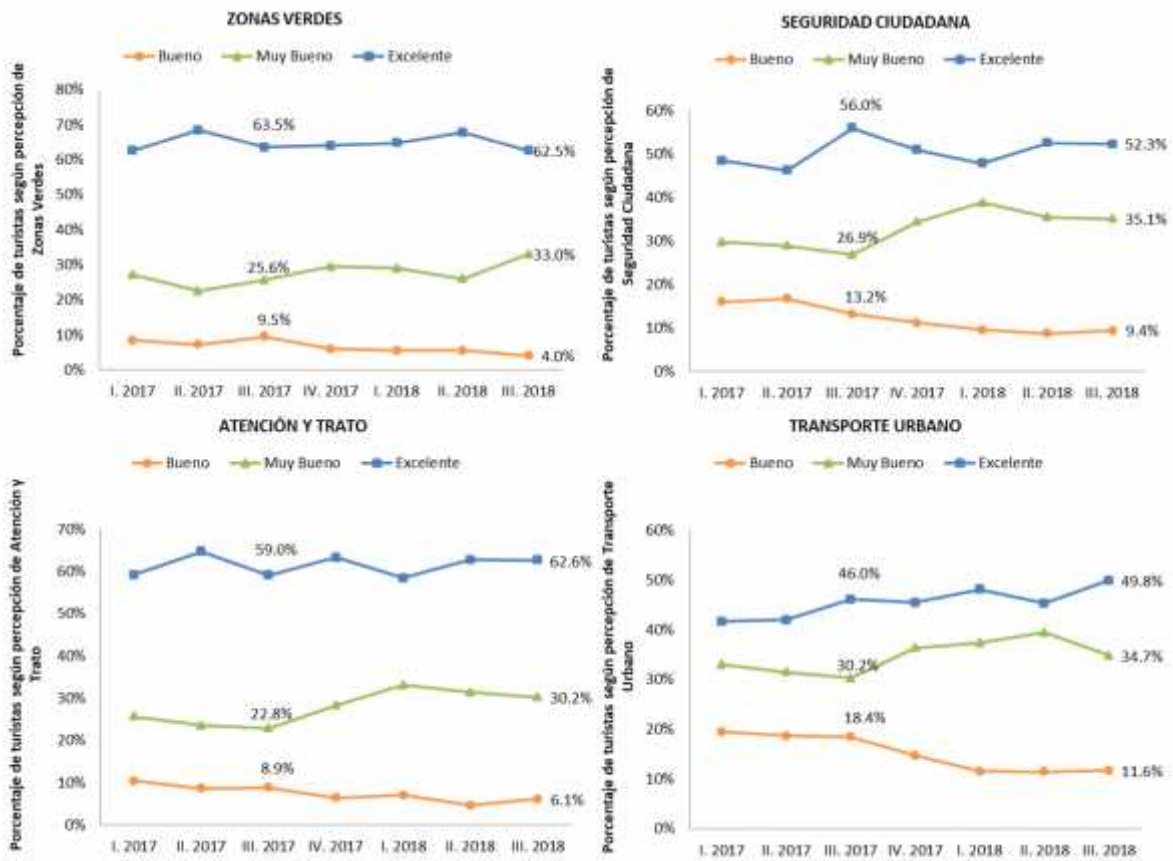 ZONAS VERDES
Bueno Muy Bueno Excelente
Porcentaje de turistas según percepción de
Zonas Verdes
80%
70%
60%
50%
40%
30%
20%
10%
0%
63.5%
62.5%
25.6%
33.0%
9.5%
4.0%
I. 2017 II. 2017 III. 2017 IV. 2017 I. 2018 II. 2018 III. 2018
SEGURIDAD CIUDADANA
Bueno Muy Bueno Excelente
Porcentaje de turistas según percepción de
Seguridad Ciudadana
60%
50%
40%
30%
20%
10%
0%
56.0%
52.3%
26.9%
35.1%
13.2%
9.4%
I. 2017 II. 2017 III. 2017 IV. 2017 I. 2018 II. 2018 III. 2018
ATENCIÓN Y TRATO
Bueno Muy Bueno Excelente
Porcentaje de turistas según percepción de Atención y
Trato
70%
60%
50%
40%
30%
20%
10%
0%
59.0%
62.6%
22.8%
30.2%
8.9%
6.1%
I. 2017 II. 2017 III. 2017 IV. 2017 I. 2018 II. 2018 III. 2018
TRANSPORTE URBANO
Bueno Muy Bueno Excelente
Porcentaje de turistas según percepción de Transporte
Urbano
60%
50%
40%
30%
20%
10%
0%
46.0%
49.8%
30.2%
34.7%
18.4%
11.6%
I. 2017 II. 2017 III. 2017 IV. 2017 I. 2018 II. 2018 III. 2018